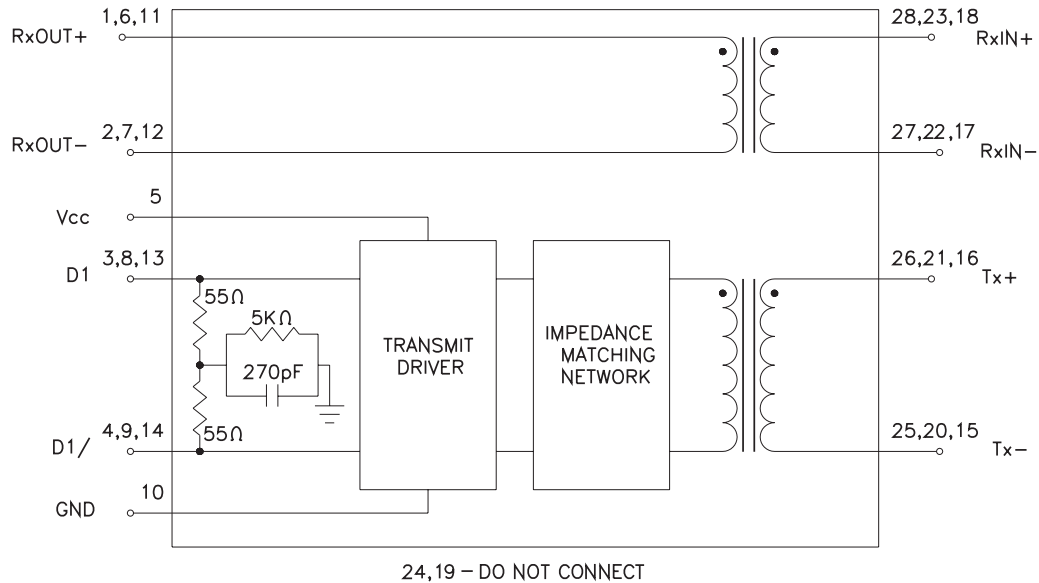 1,6,11
RxOUT+
28,23,18
RxIN+
2,7,12
RxOUT-
27,22,17
RxIN-
5
Vcc
3,8,13
D1
26,21,16
Tx+
55Ω
5KΩ
270pF
55Ω
TRANSMIT
DRIVER
IMPEDANCE
MATCHING
NETWORK
4,9,14
D1/
25,20,15
Tx-
10
GND
24,19 - DO NOT CONNECT